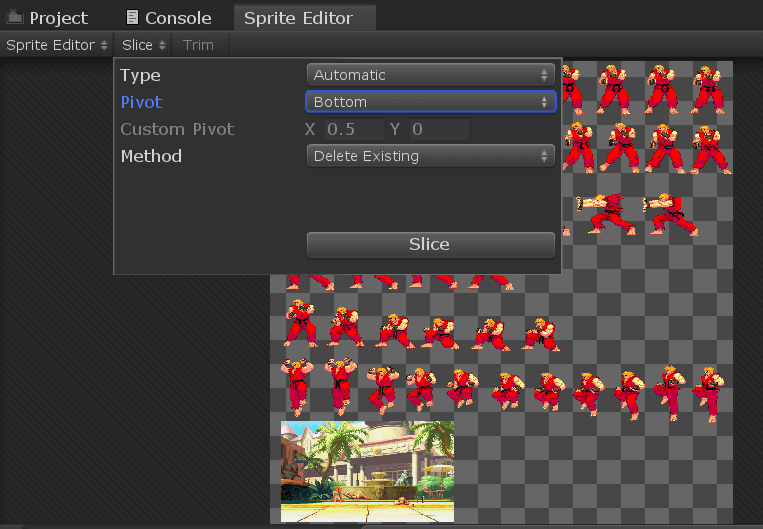 Project Console Sprite Editor
Sprite Editor Slice Trim
Type Automatic
Pivot Bottom
Custom Pivot X 0.5 Y 0
Method Delete Existing
Slice